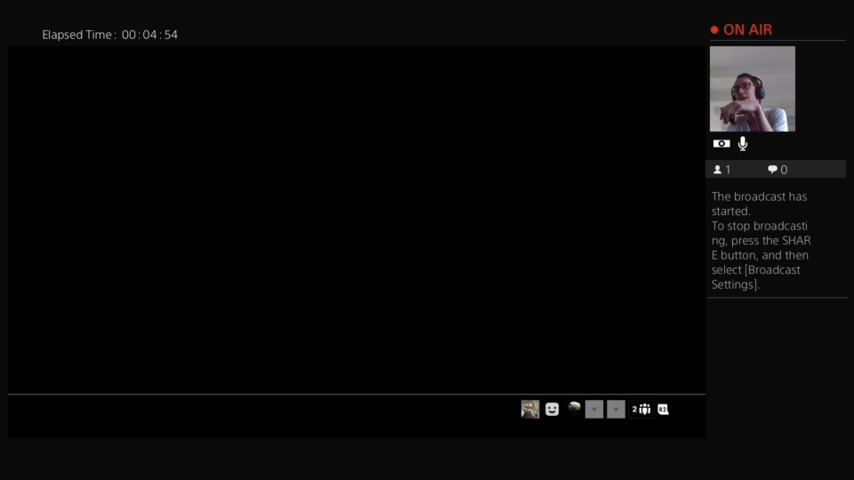 Elapsed Time: 00:04:54
ON AIR
1 0
The broadcast has
started.
To stop broadcasti
ng, press the SHAR
E button, and then
select [Broadcast
Settings].
2 R3